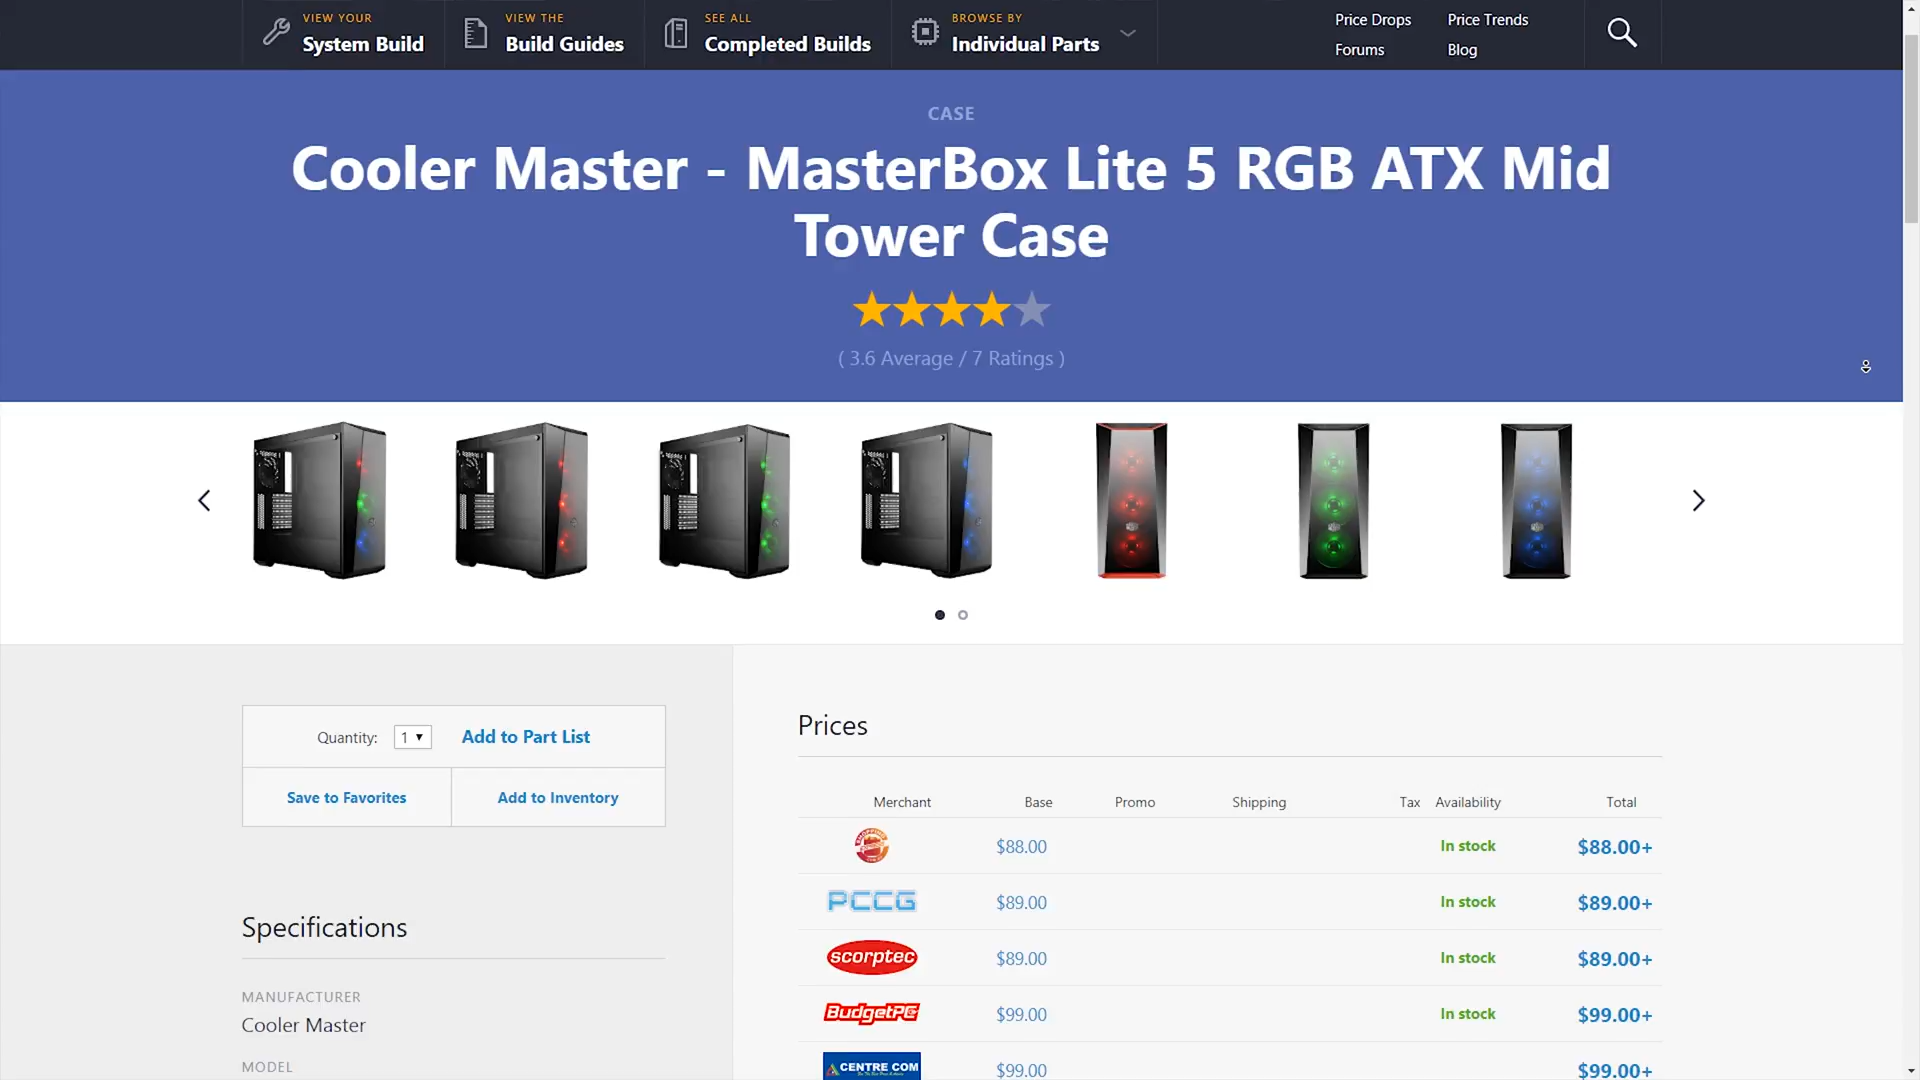 VIEW YOUR
System Build
VIEW THE
Build Guides
SEE ALL
Completed Builds
BROWSE BY
Individual Parts
Price Drops
Price Trends
Forums
Blog
CASE
Cooler Master - MasterBox Lite 5 RGB ATX Mid
Tower Case
( 3.6 Average / 7 Ratings )
Quantity: 1 Add to Part List
Save to Favorites
Add to Inventory
Specifications
MANUFACTURER
Cooler Master
MODEL
Prices
Merchant Base Promo Shipping Tax Availability Total
$88.00 In stock $88.00+
PCCG $89.00 In stock $89.00+
scorptec $89.00 In stock $89.00+
BudgetPC $99.00 In stock $99.00+
CENTRE COM $99.00 $99.00+